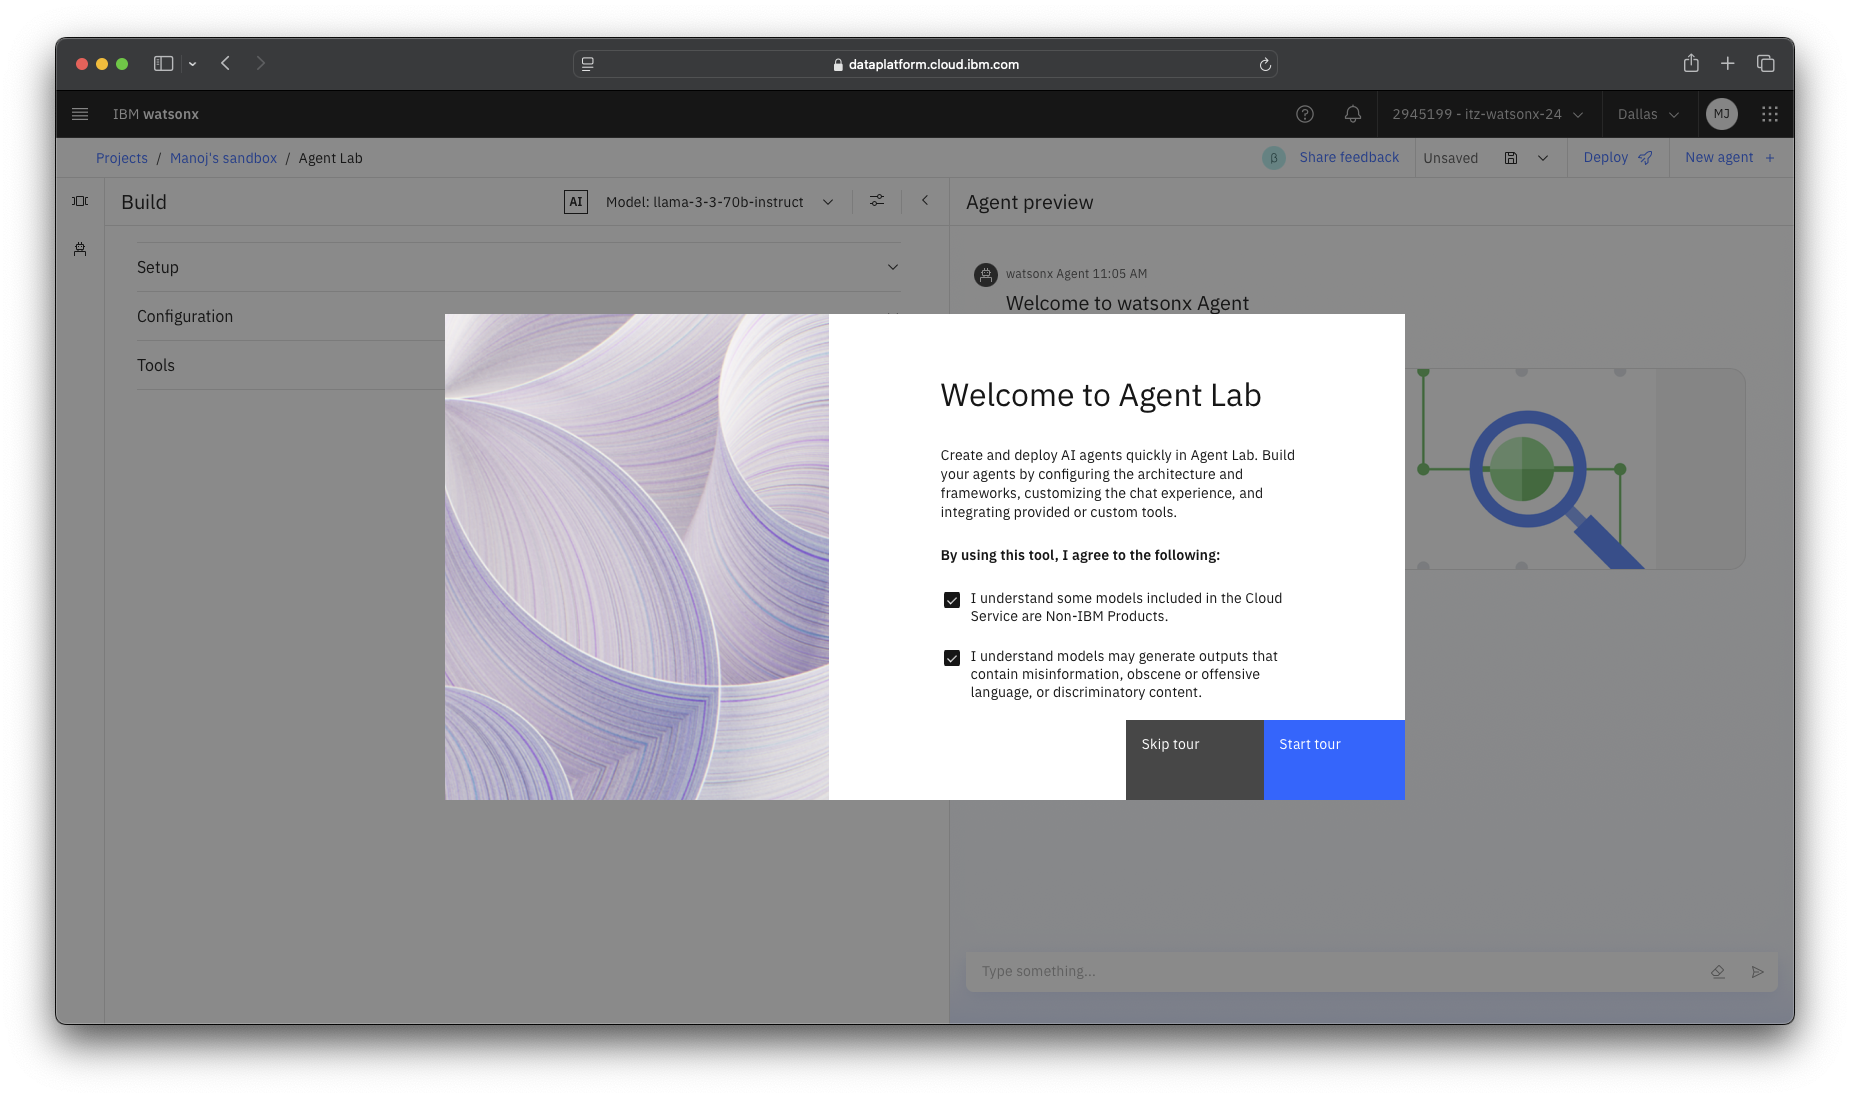 dataplatform.cloud.ibm.com
IBM watsonx
2945199 - itz-watsonx-24
Dallas
MJ
Projects / Manoj's sandbox / Agent Lab
β
Share feedback
Unsaved
Deploy
New agent +
Build
AI
Model: llama-3-3-70b-instruct
Agent preview
Setup
Configuration
Tools
watsonx Agent 11:05 AM
Welcome to watsonx Agent
Welcome to Agent Lab
Create and deploy AI agents quickly in Agent Lab. Build
your agents by configuring the architecture and
frameworks, customizing the chat experience, and
integrating provided or custom tools.
By using this tool, I agree to the following:
I understand some models included in the Cloud
Service are Non-IBM Products.
I understand models may generate outputs that
contain misinformation, obscene or offensive
language, or discriminatory content.
Skip tour
Start tour
Type something...